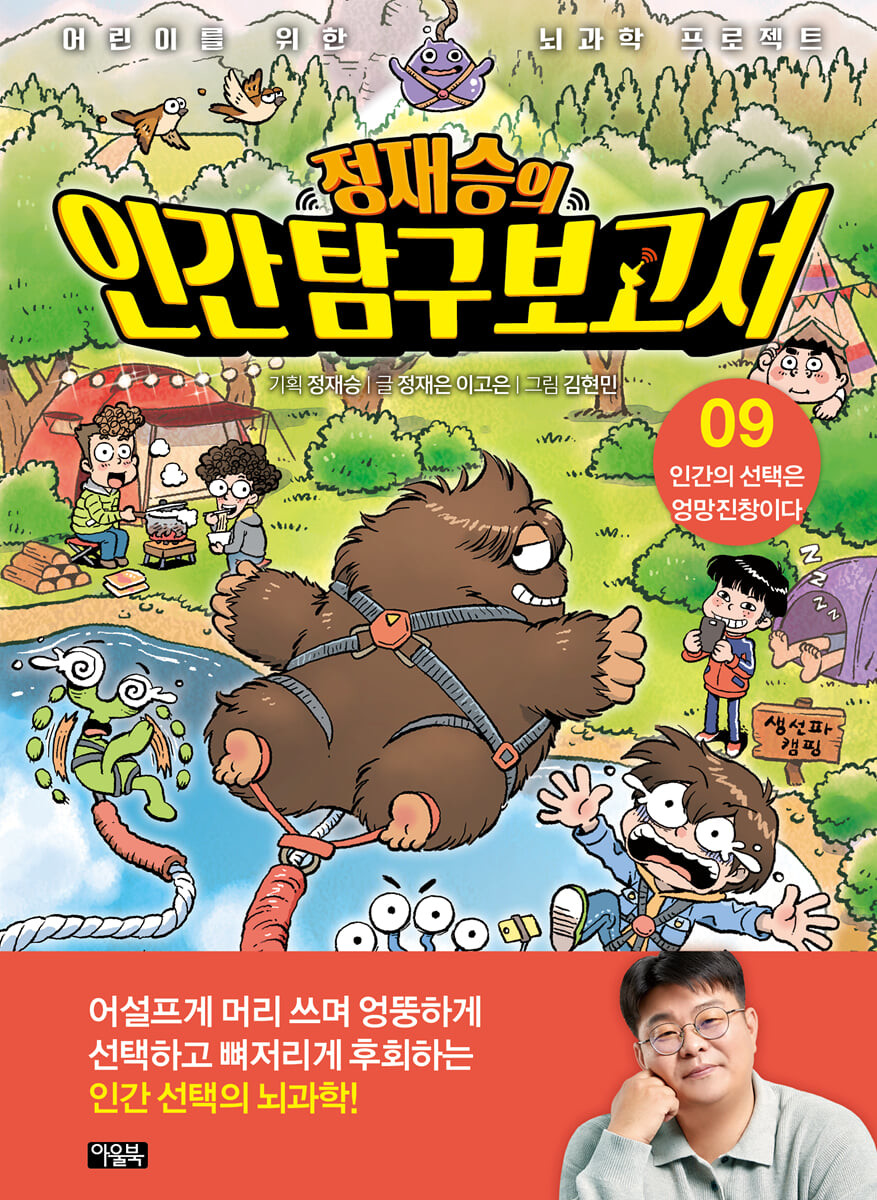 어린이를 위한 뇌과학 프로젝트
정재승의
인간 탐구 보고서
기획 정재승 | 글 정재은 이고은 | 그림 김현민
09
인간의 선택은
엉망진창이다
z z z z z
생선파
캠핑
어설프게 머리 쓰며 엉뚱하게
선택하고 뼈저리게 후회하는
인간 선택의 뇌과학!
아울북